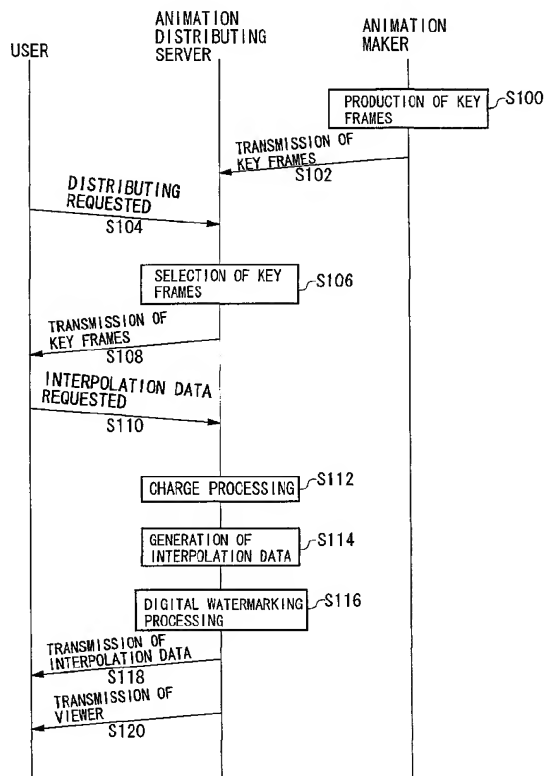 USER
ANIMATION
DISTRIBUTING
SERVER
ANIMATION
MAKER
PRODUCTION OF KEY
FRAMES
S100
TRANSMISSION OF
KEY FRAMES
S102
DISTRIBUTING
REQUESTED
S104
SELECTION OF KEY
FRAMES
S106
TRANSMISSION OF
KEY FRAMES
S108
INTERPOLATION DATA
REQUESTED
S110
CHARGE PROCESSING
S112
GENERATION OF
INTERPOLATION DATA
S114
DIGITAL WATERMARKING
PROCESSING
S116
TRANSMISSION OF
INTERPOLATION DATA
S118
TRANSMISSION OF
VIEWER
S120